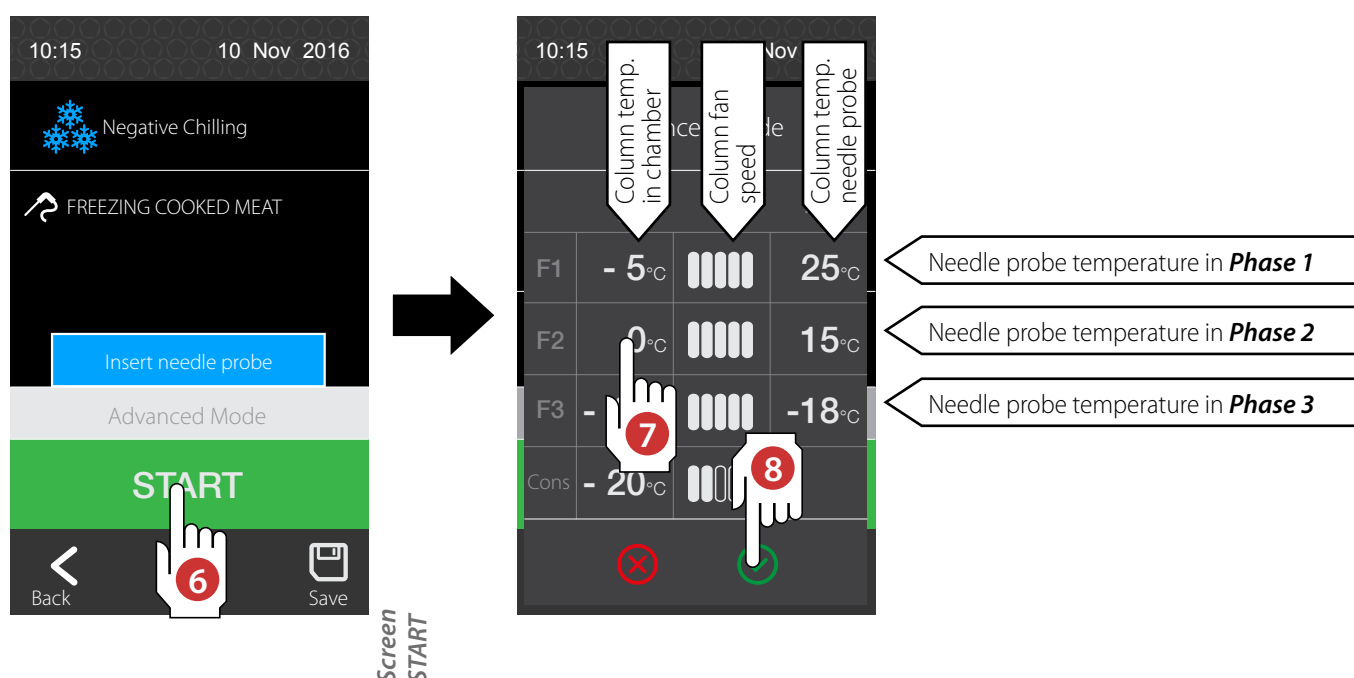 10:15 10 Nov 2016
Negative Chilling
FREEZING COOKED MEAT
Insert needle probe
Advanced Mode
START
6
Back
Save
Screen
START
10:15 Nov
Column temp.
in chamber
Column fan
speed
Column temp.
needle probe
F1 - 5°C 25°C
F2 0°C 15°C
F3 - -18°C
Cons - 20°C
7
8
Needle probe temperature in Phase 1
Needle probe temperature in Phase 2
Needle probe temperature in Phase 3